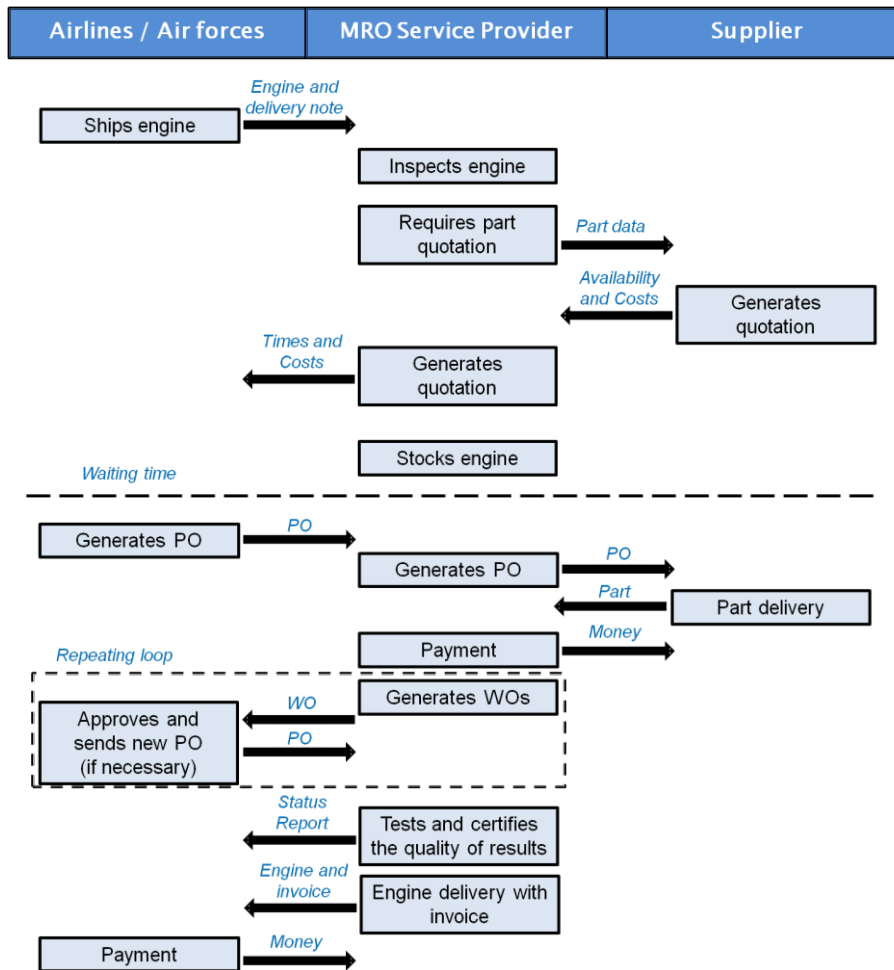 Airlines / Air forces
MRO Service Provider
Supplier
Engine and
delivery note
Ships engine
Inspects engine
Requires part
quotation
Part data
Availability
and Costs
Generates
quotation
Times and
Costs
Generates
quotation
Stocks engine
Waiting time
Generates PO
PO
Generates PO
PO
Part
Part delivery
Payment
Money
Repeating loop
Generates WOs
WO
Approves and
sends new PO
(if necessary)
PO
Status
Report
Tests and certifies
the quality of results
Engine and
invoice
Engine delivery with
invoice
Payment
Money